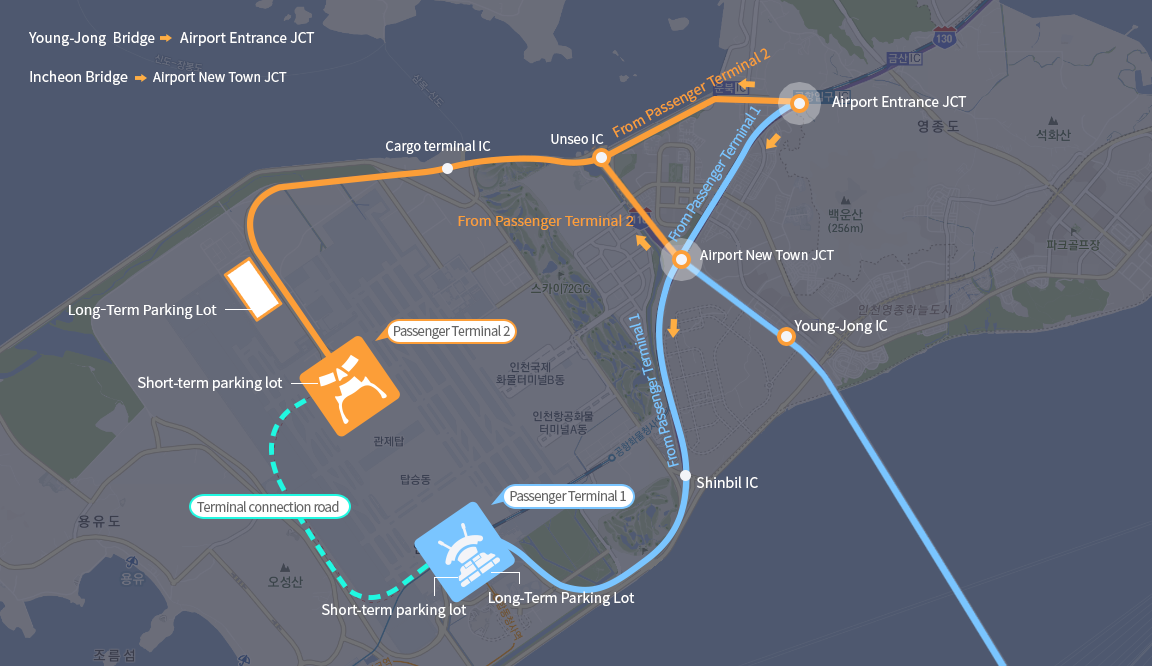 Young-Jong Bridge Airport Entrance JCT
Incheon Bridge Airport New Town JCT
130
금산IC
From Passenger Terminal 2
Airport Entrance JCT
영종도
석화산
Unseo IC
Cargo terminal IC
From Passenger Terminal 1
백운산
(256m)
From Passenger Terminal 2
파크골프장
Airport New Town JCT
스카이72GC
인천영종하늘도시
Long-Term Parking Lot
Young-Jong IC
Passenger Terminal 2
From Passenger Terminal 1
인천국제
화물터미널B동
Short-term parking lot
인천항공화물
터미널A동
관제탑
공항화물청사
탑승동
Shinbil IC
Passenger Terminal 1
Terminal connection road
용유도
용유
오성산
Long-Term Parking Lot
Short-term parking lot
조름섬